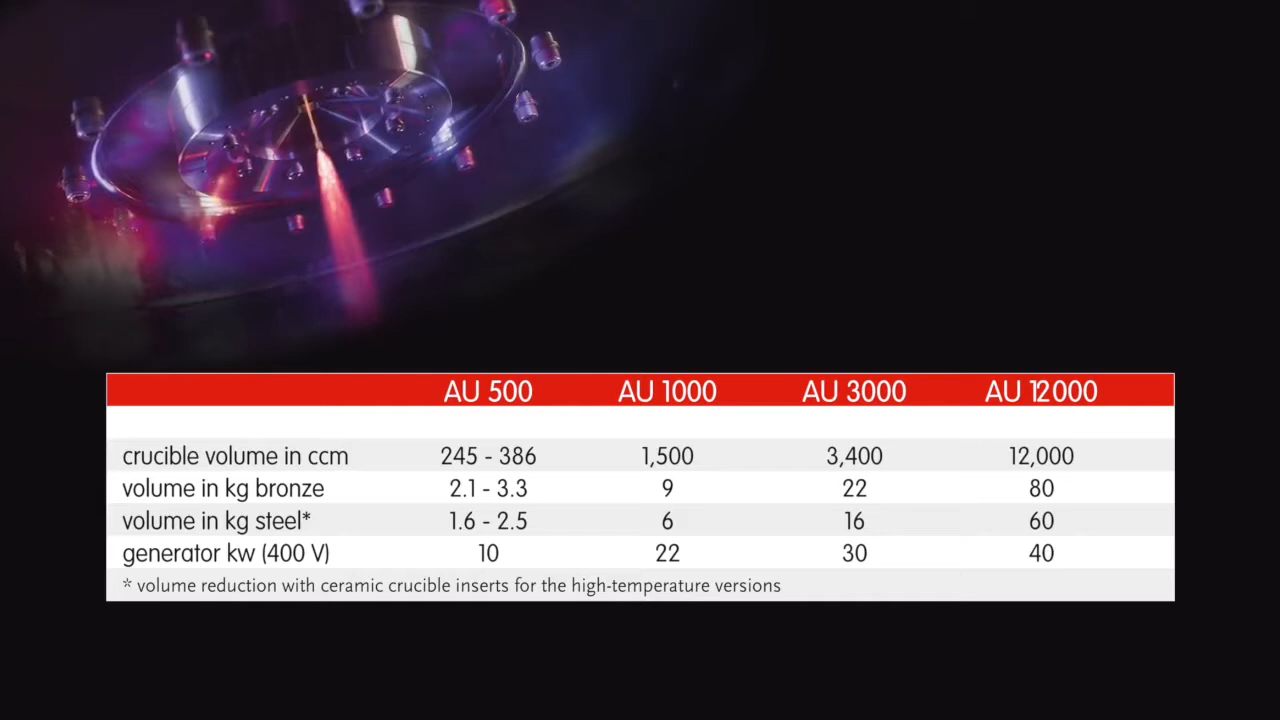 AU 500 AU 1000 AU 3000 AU 12000
crucible volume in ccm 245 - 386 1,500 3,400 12,000
volume in kg bronze 2.1 - 3.3 9 22 80
volume in kg steel* 1.6 - 2.5 6 16 60
generator kw (400 V) 10 22 30 40
* volume reduction with ceramic crucible inserts for the high-temperature versions